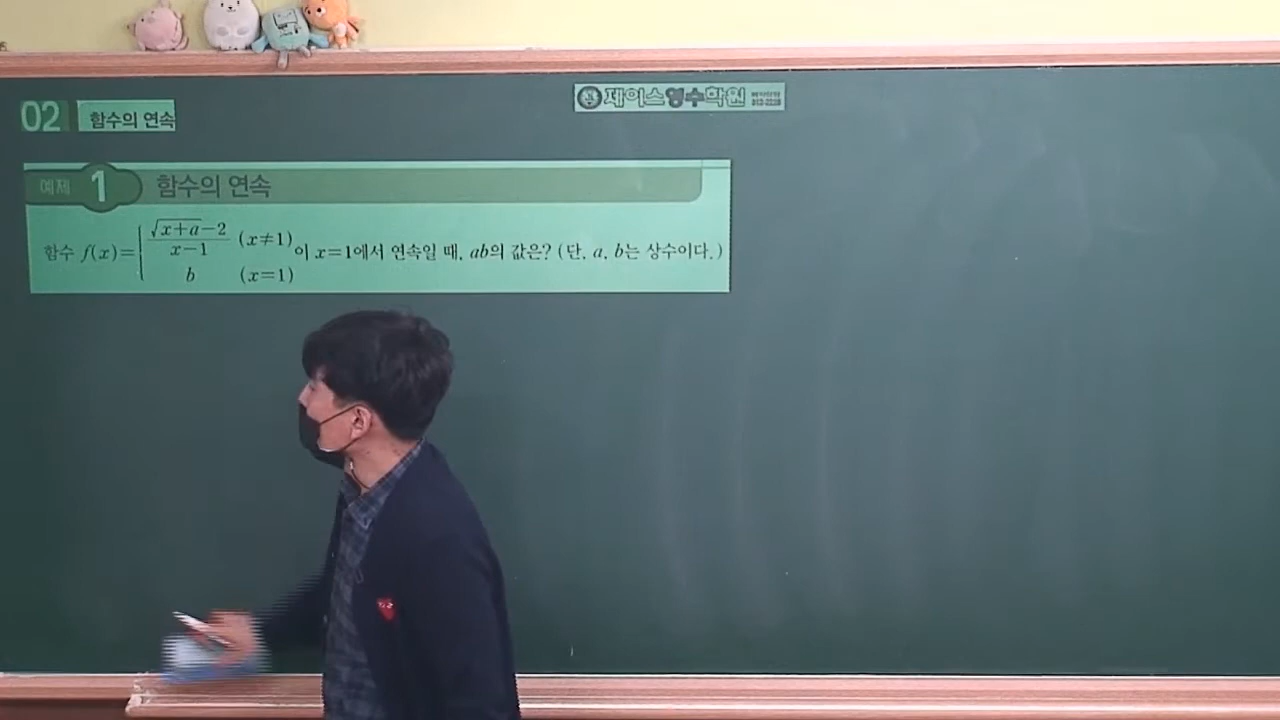 제이스영수학원
02 함수의 연속
예제 1 함수의 연속
함수 f(x)={ (√(x+a)−2)/(x−1) (x≠1)
b (x=1)
이 x=1에서 연속일 때, ab의 값은? (단, a, b는 상수이다.)